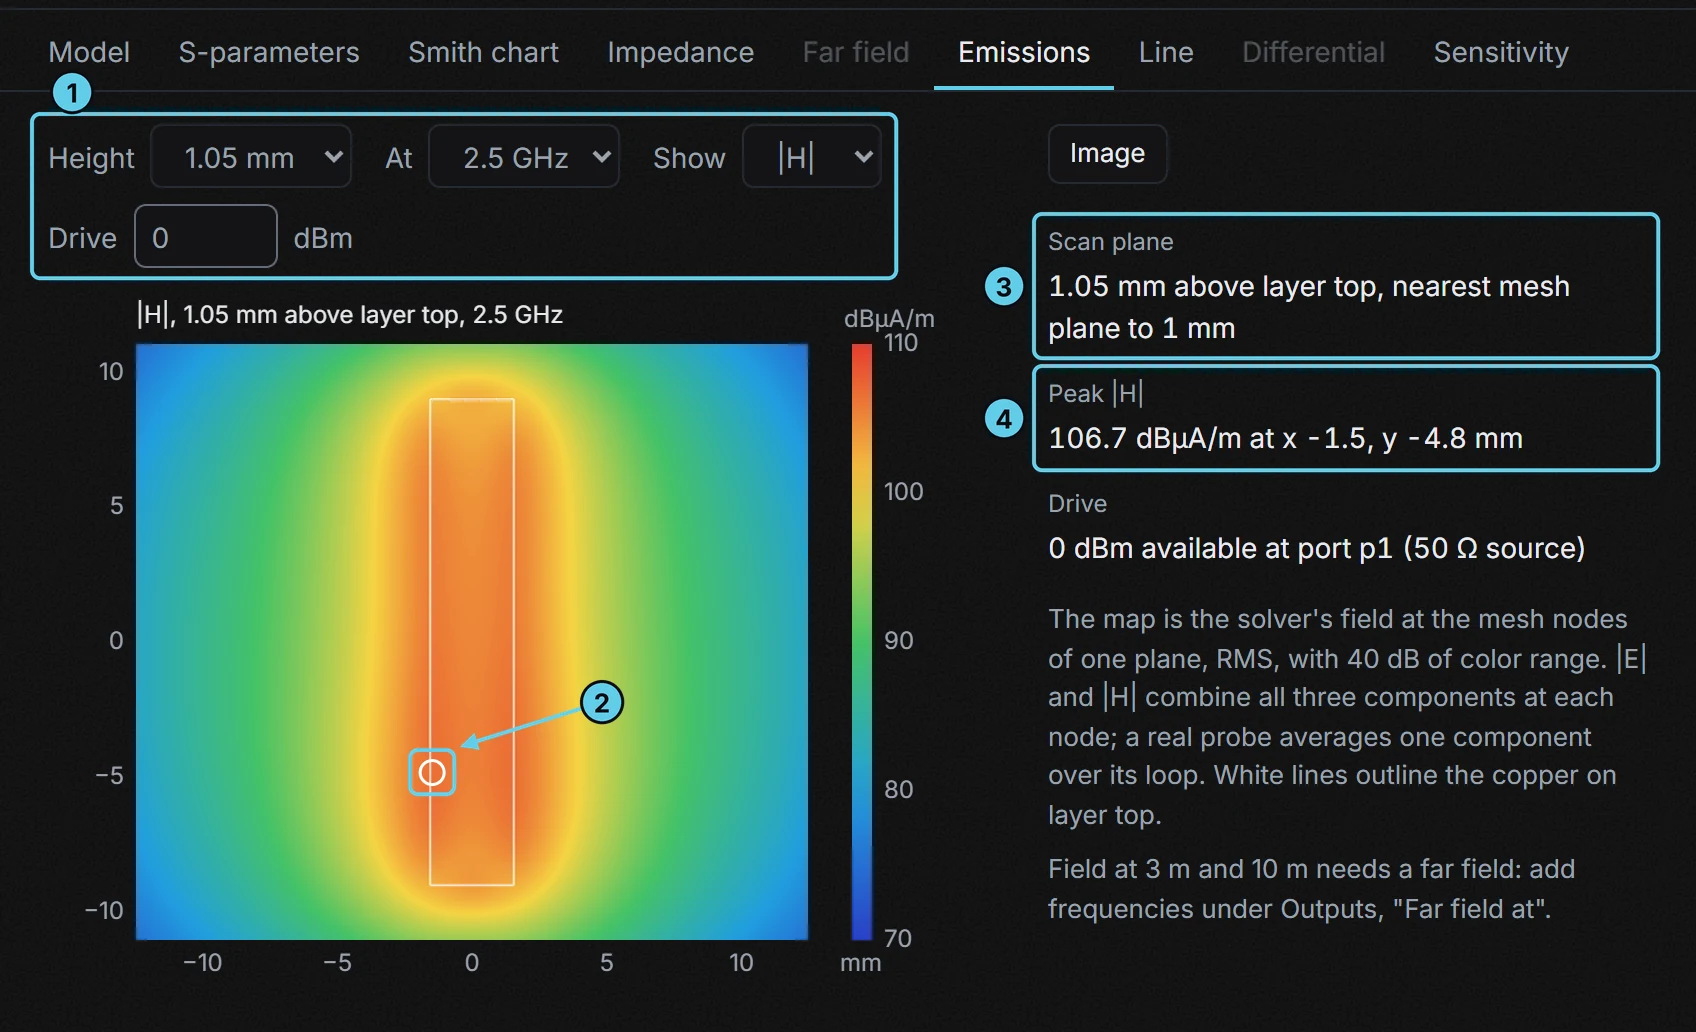 Model S-parameters Smith chart Impedance Far field Emissions Line Differential Sensitivity
1
Height 1.05 mm At 2.5 GHz Show |H|
Drive 0 dBm
|H|, 1.05 mm above layer top, 2.5 GHz
dBµA/m
110
100
90
80
70
10
5
0
−5
−10
−10 −5 0 5 10 mm
2
Image
3
Scan plane
1.05 mm above layer top, nearest mesh
plane to 1 mm
4
Peak |H|
106.7 dBµA/m at x -1.5, y -4.8 mm
Drive
0 dBm available at port p1 (50 Ω source)
The map is the solver's field at the mesh nodes
of one plane, RMS, with 40 dB of color range. |E|
and |H| combine all three components at each
node; a real probe averages one component
over its loop. White lines outline the copper on
layer top.
Field at 3 m and 10 m needs a far field: add
frequencies under Outputs, "Far field at".